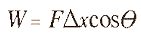 W = FΔxcosΘ